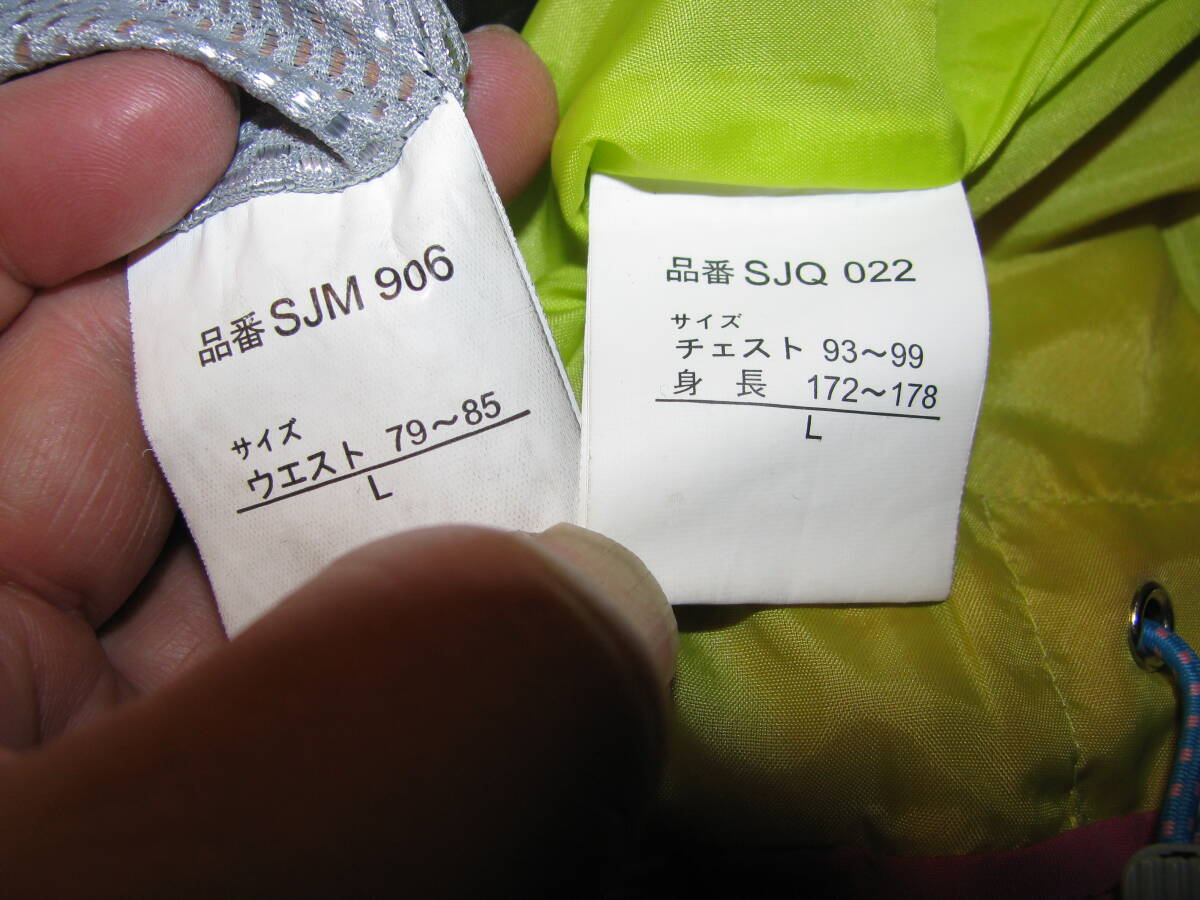 品番 SJM 906
サイズ
ウエスト 79～85
L
品番 SJQ 022
サイズ
チェスト 93～99
身 長 172～178
L